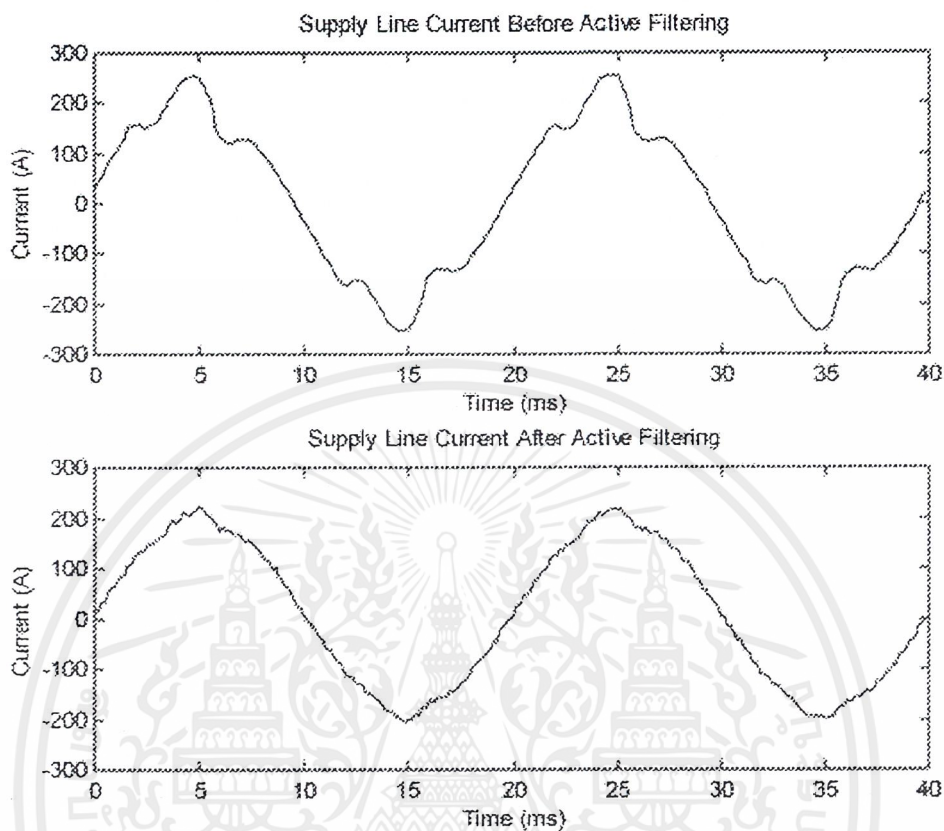 Supply Line Current Before Active Filtering
300
200
100
0
-100
-200
-300
Current (A)
0 5 10 15 20 25 30 35 40
Time (ms)
Supply Line Current After Active Filtering
300
200
100
0
-100
-200
-300
Current (A)
0 5 10 15 20 25 30 35 40
Time (ms)